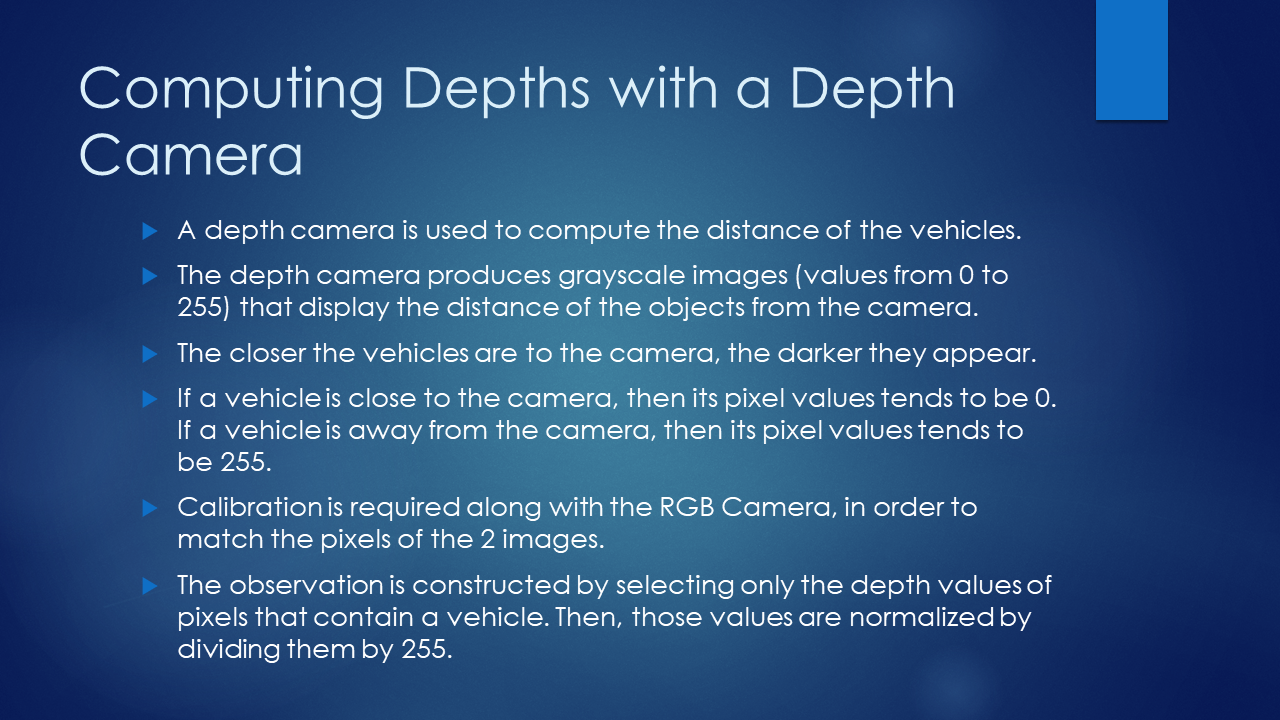 Computing Depths with a Depth
Camera
A depth camera is used to compute the distance of the vehicles.
The depth camera produces grayscale images (values from 0 to
255) that display the distance of the objects from the camera.
The closer the vehicles are to the camera, the darker they appear.
If a vehicle is close to the camera, then its pixel values tends to be 0.
If a vehicle is away from the camera, then its pixel values tends to
be 255.
Calibration is required along with the RGB Camera, in order to
match the pixels of the 2 images.
The observation is constructed by selecting only the depth values of
pixels that contain a vehicle. Then, those values are normalized by
dividing them by 255.